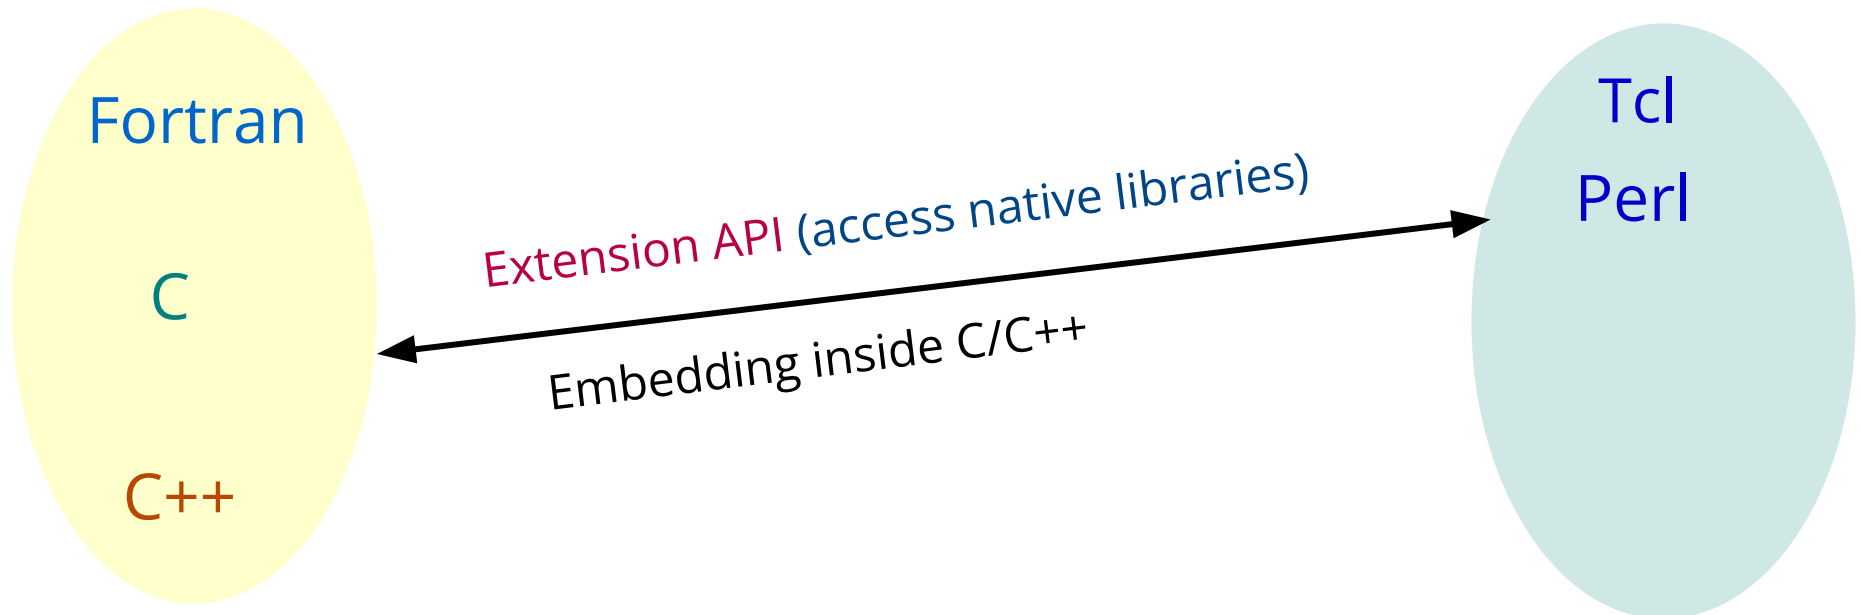 Fortran
C
C++
Extension API (access native libraries)
Embedding inside C/C++
Tcl
Perl